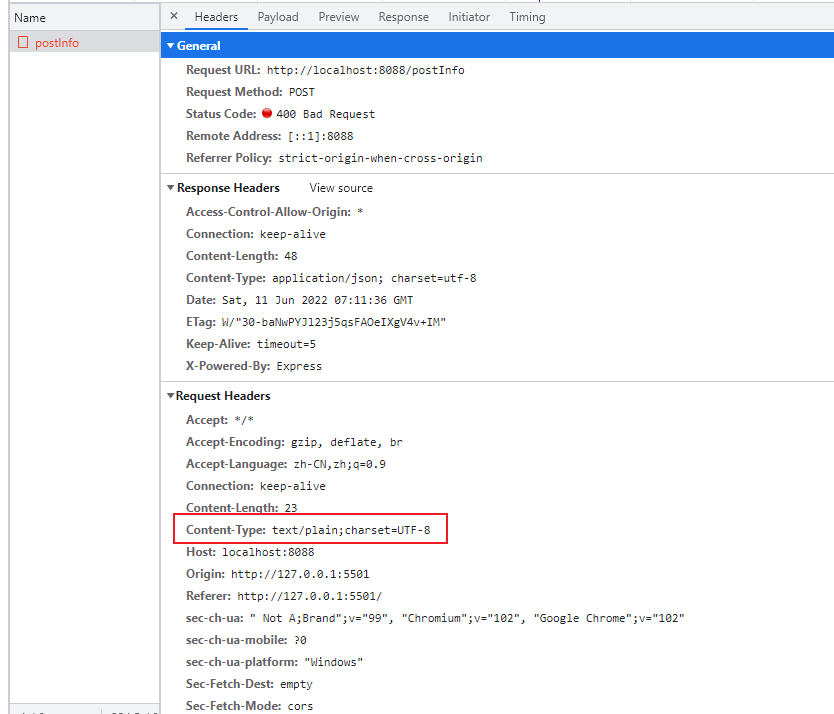 Name
× Headers Payload Preview Response Initiator Timing
postInfo
▼General
Request URL: http://localhost:8088/postInfo
Request Method: POST
Status Code: 400 Bad Request
Remote Address: [::1]:8088
Referrer Policy: strict-origin-when-cross-origin
▼Response Headers View source
Access-Control-Allow-Origin: *
Connection: keep-alive
Content-Length: 48
Content-Type: application/json; charset=utf-8
Date: Sat, 11 Jun 2022 07:11:36 GMT
ETag: W/"30-baNwPYJl23j5qsFAOeIXgV4v+IM"
Keep-Alive: timeout=5
X-Powered-By: Express
▼Request Headers
Accept: */*
Accept-Encoding: gzip, deflate, br
Accept-Language: zh-CN,zh;q=0.9
Connection: keep-alive
Content-Length: 23
Content-Type: text/plain;charset=UTF-8
Host: localhost:8088
Origin: http://127.0.0.1:5501
Referer: http://127.0.0.1:5501/
sec-ch-ua: " Not A;Brand";v="99", "Chromium";v="102", "Google Chrome";v="102"
sec-ch-ua-mobile: ?0
sec-ch-ua-platform: "Windows"
Sec-Fetch-Dest: empty
Sec-Fetch-Mode: cors